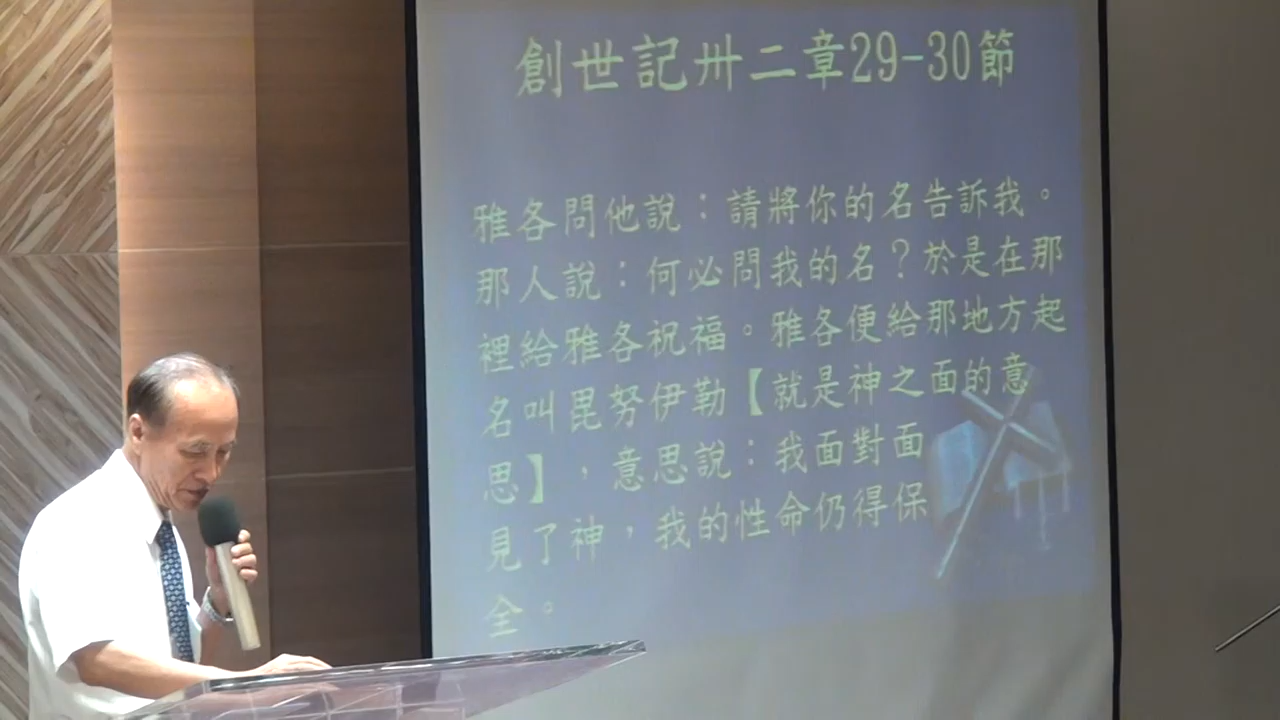 創世記卅二章29-30節
雅各問他說：請將你的名告訴我。
那人說：何必問我的名？於是在那
裡給雅各祝福。雅各便給那地方起
名叫毘努伊勒【就是神之面的意
思】，意思說：我面對面
見了神，我的性命仍得保
全。